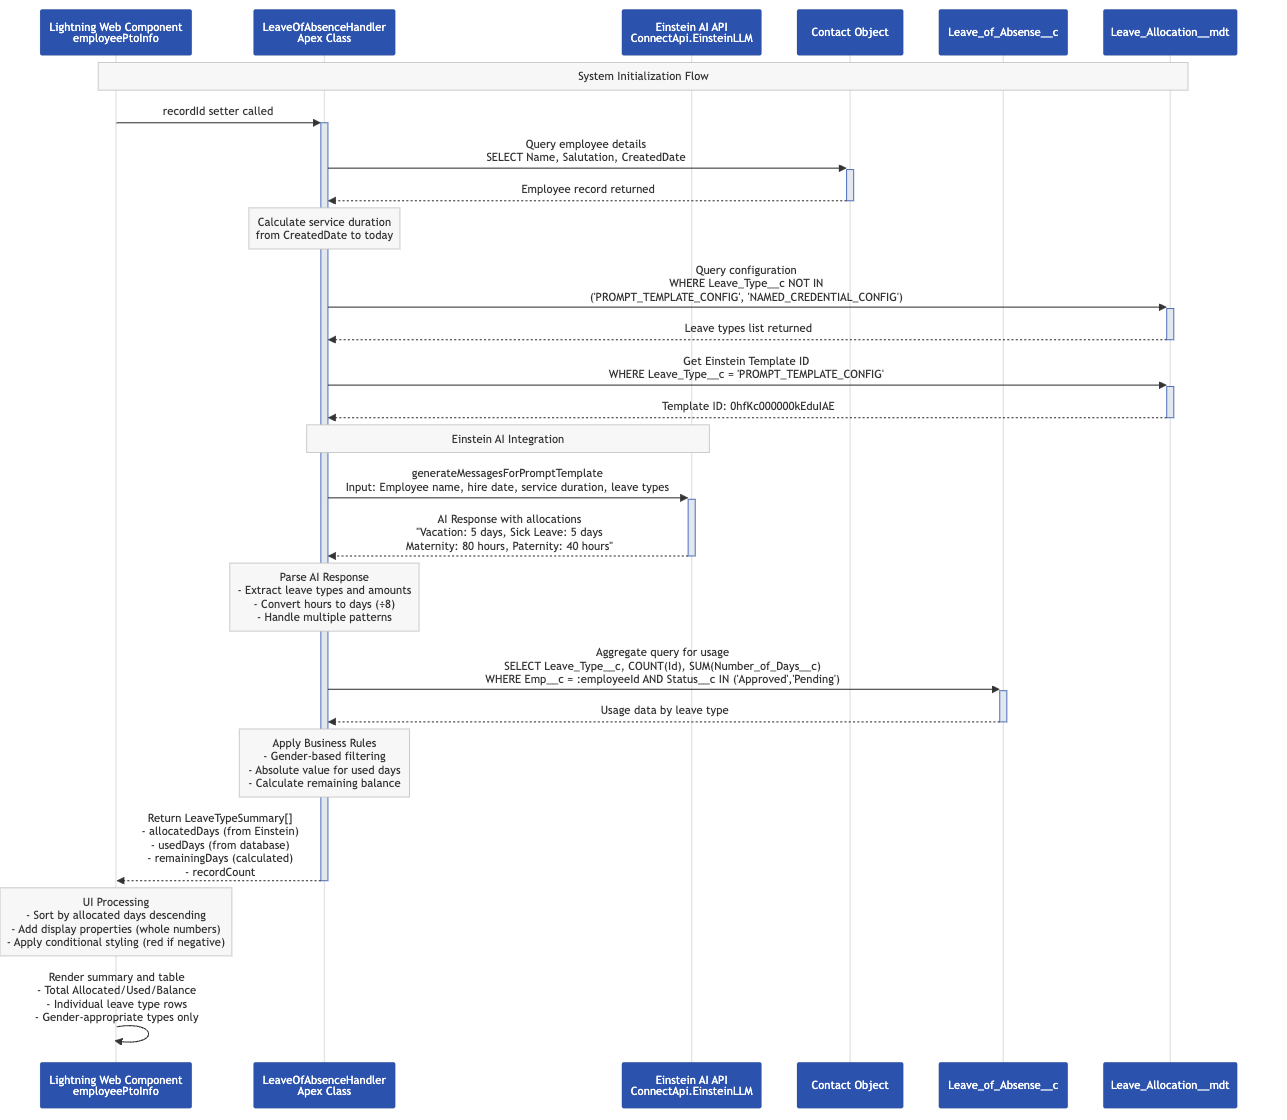 Lightning Web Component
employeePtoInfo
LeaveOfAbsenceHandler
Apex Class
Einstein AI API
ConnectApi.EinsteinLLM
Contact Object
Leave_of_Absense__c
Leave_Allocation__mdt
System Initialization Flow
recordId setter called
Query employee details
SELECT Name, Salutation, CreatedDate
Employee record returned
Calculate service duration
from CreatedDate to today
Query configuration
WHERE Leave_Type__c NOT IN
('PROMPT_TEMPLATE_CONFIG', 'NAMED_CREDENTIAL_CONFIG')
Leave types list returned
Get Einstein Template ID
WHERE Leave_Type__c = 'PROMPT_TEMPLATE_CONFIG'
Template ID: 0hfKc000000kEduIAE
Einstein AI Integration
generateMessagesForPromptTemplate
Input: Employee name, hire date, service duration, leave types
AI Response with allocations
"Vacation: 5 days, Sick Leave: 5 days
Maternity: 80 hours, Paternity: 40 hours"
Parse AI Response
- Extract leave types and amounts
- Convert hours to days (÷8)
- Handle multiple patterns
Aggregate query for usage
SELECT Leave_Type__c, COUNT(Id), SUM(Number_of_Days__c)
WHERE Emp__c = :employeeId AND Status__c IN ('Approved','Pending')
Usage data by leave type
Apply Business Rules
- Gender-based filtering
- Absolute value for used days
- Calculate remaining balance
Return LeaveTypeSummary[]
- allocatedDays (from Einstein)
- usedDays (from database)
- remainingDays (calculated)
- recordCount
UI Processing
- Sort by allocated days descending
- Add display properties (whole numbers)
- Apply conditional styling (red if negative)
Render summary and table
- Total Allocated/Used/Balance
- Individual leave type rows
- Gender-appropriate types only
Lightning Web Component
employeePtoInfo
LeaveOfAbsenceHandler
Apex Class
Einstein AI API
ConnectApi.EinsteinLLM
Contact Object
Leave_of_Absense__c
Leave_Allocation__mdt